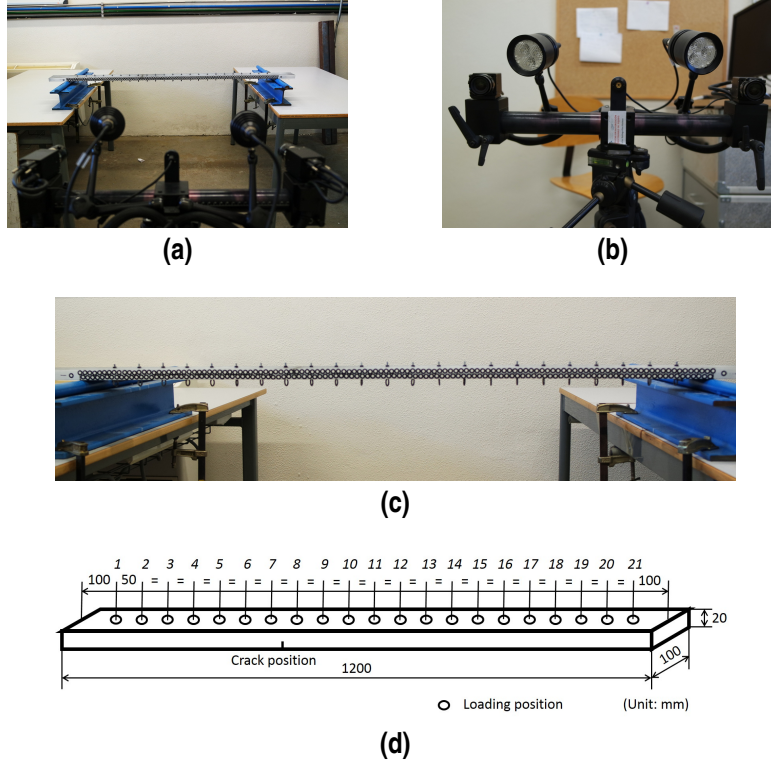 (a)
(b)
(c)
1 2 3 4 5 6 7 8 9 10 11 12 13 14 15 16 17 18 19 20 21
100 50 = = = = = = = = = = = = = = = = = = = 100
20
Crack position
1200
100
Loading position (Unit: mm)
(d)